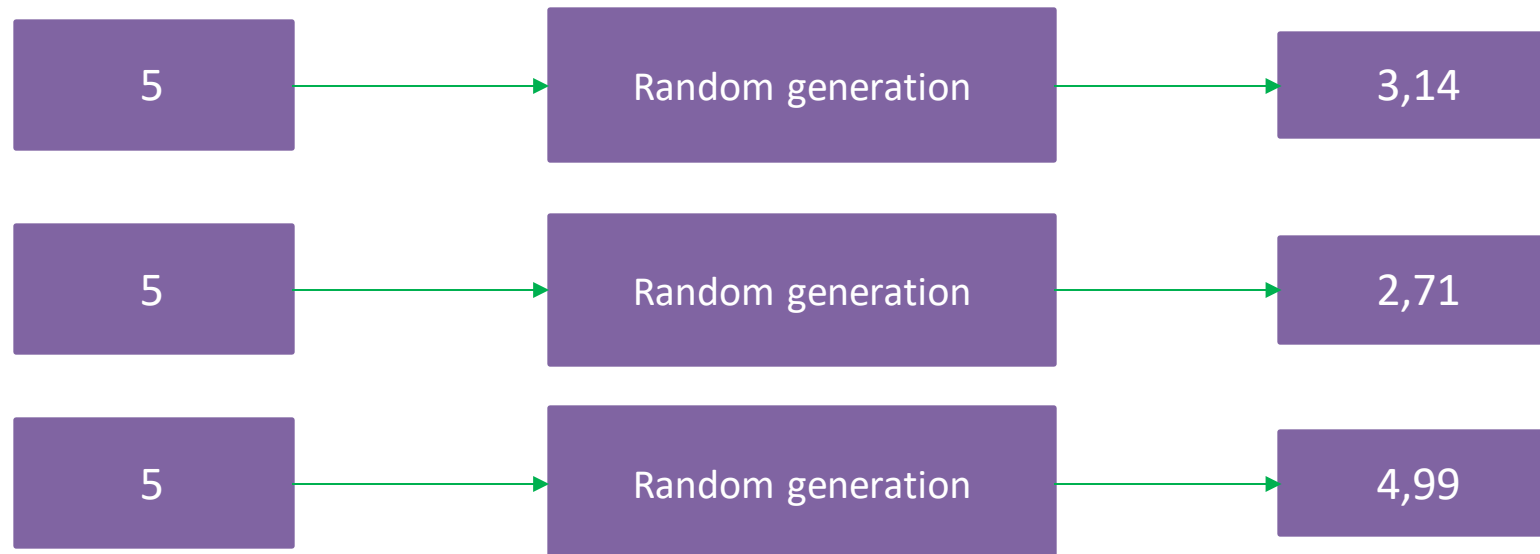 5 Random generation 3,14
5 Random generation 2,71
5 Random generation 4,99